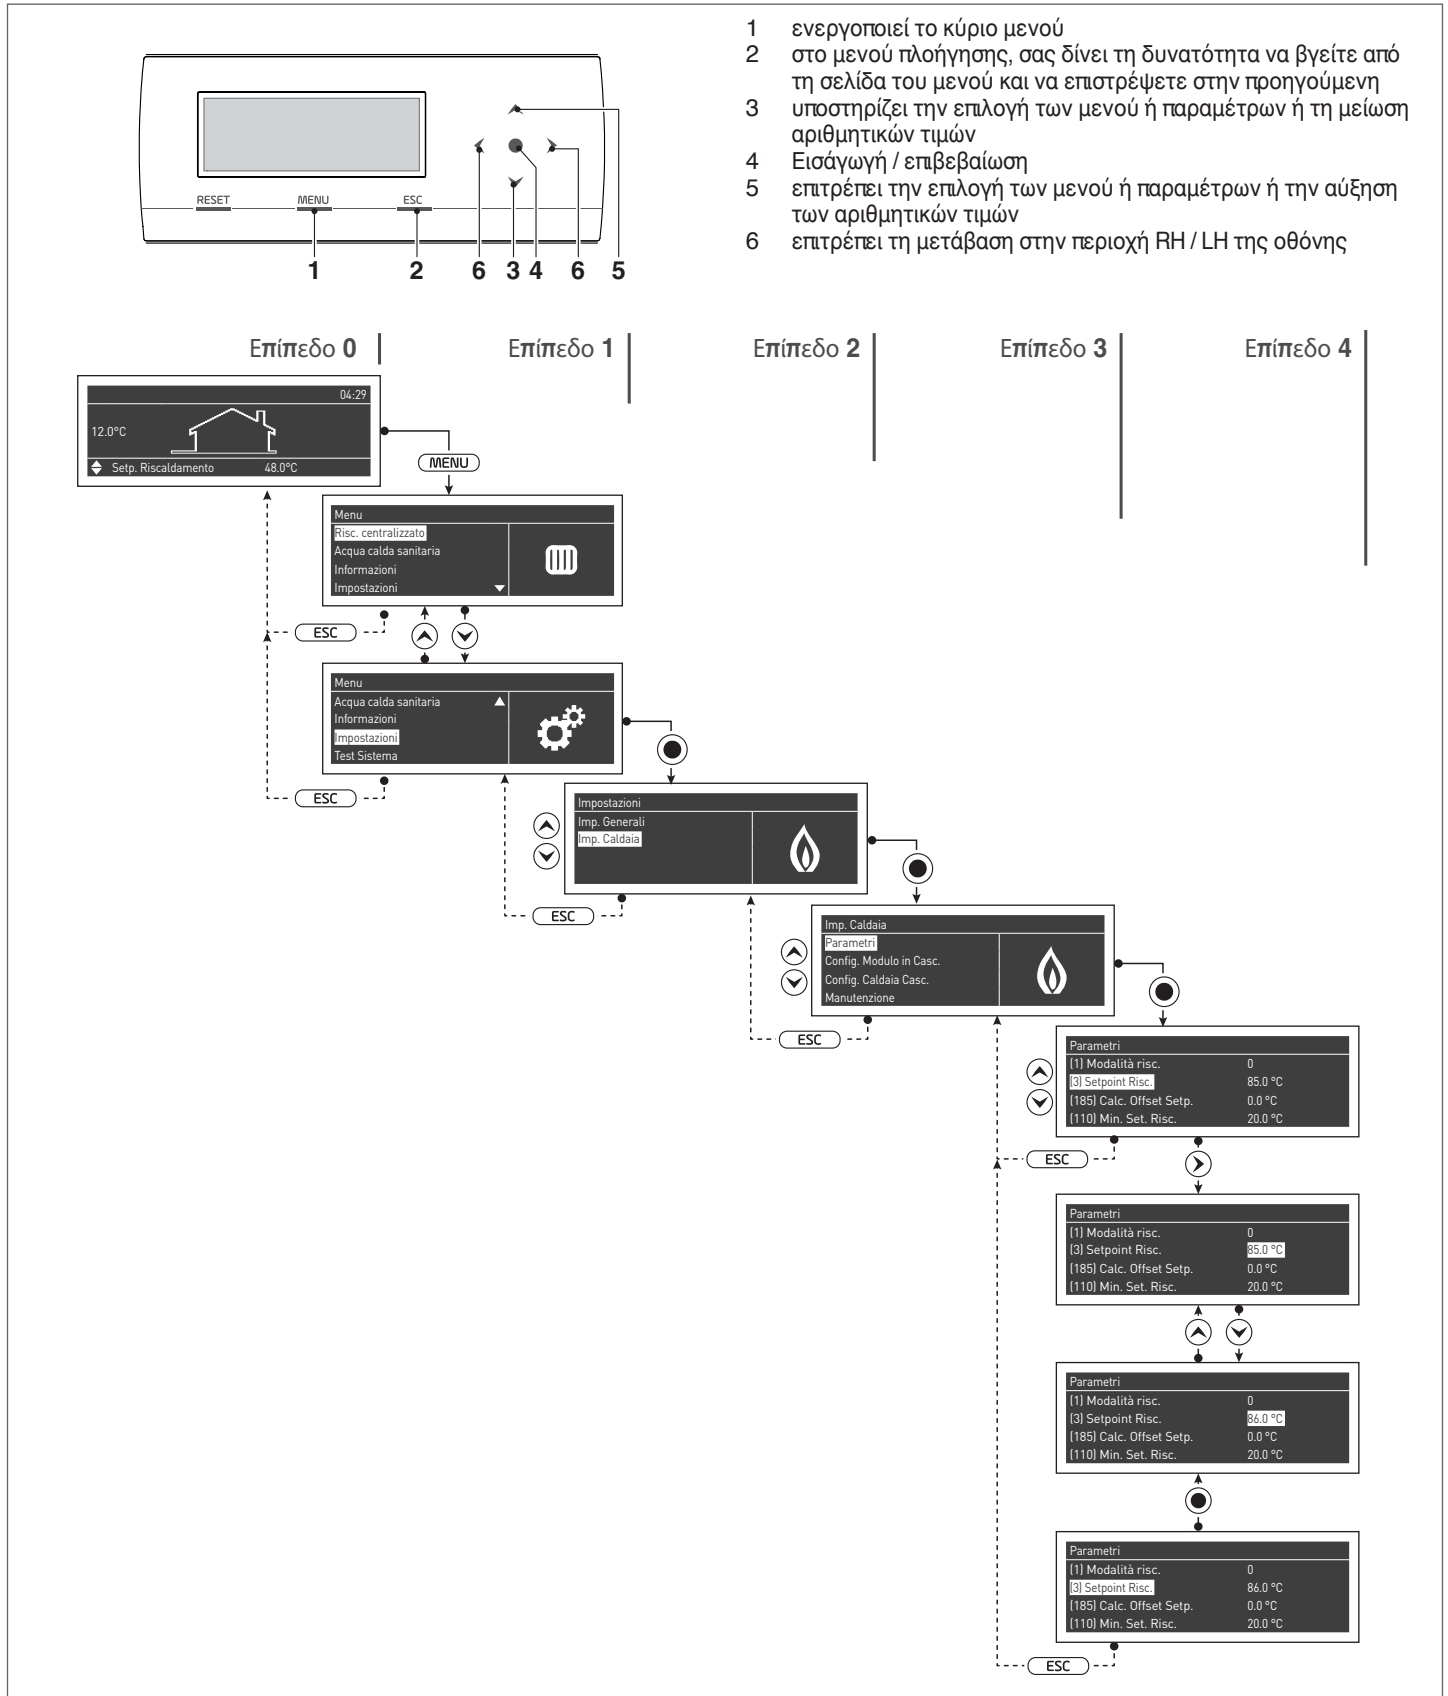 1 ενεργοποιεί το κύριο μενού
2 στο μενού πλοήγησης, σας δίνει τη δυνατότητα να βγείτε από
τη σελίδα του μενού και να επιστρέψετε στην προηγούμενη
3 υποστηρίζει την επιλογή των μενού ή παραμέτρων ή τη μείωση
αριθμητικών τιμών
4 Εισάγωγή / επιβεβαίωση
5 επιτρέπει την επιλογή των μενού ή παραμέτρων ή την αύξηση
των αριθμητικών τιμών
6 επιτρέπει τη μετάβαση στην περιοχή RH / LH της οθόνης
RESET MENU ESC
1 2 6 3 4 6 5
Επίπεδο 0 Επίπεδο 1 Επίπεδο 2 Επίπεδο 3 Επίπεδο 4
04:29
12.0°C
Setp. Riscaldamento 48.0°C
MENU
Menu
Risc. centralizzato
Acqua calda sanitaria
Informazioni
Impostazioni
ESC
Menu
Acqua calda sanitaria
Informazioni
Impostazioni
Test Sistema
ESC
Impostazioni
Imp. Generali
Imp. Caldaia
ESC
Imp. Caldaia
Parametri
Config. Modulo in Casc.
Config. Caldaia Casc.
Manutenzione
ESC
Parametri
(1) Modalità risc. 0
(3) Setpoint Risc. 85.0 °C
(185) Calc. Offset Setp. 0.0 °C
(110) Min. Set. Risc. 20.0 °C
ESC
Parametri
(1) Modalità risc. 0
(3) Setpoint Risc. 85.0 °C
(185) Calc. Offset Setp. 0.0 °C
(110) Min. Set. Risc. 20.0 °C
Parametri
(1) Modalità risc. 0
(3) Setpoint Risc. 86.0 °C
(185) Calc. Offset Setp. 0.0 °C
(110) Min. Set. Risc. 20.0 °C
Parametri
(1) Modalità risc. 0
(3) Setpoint Risc. 86.0 °C
(185) Calc. Offset Setp. 0.0 °C
(110) Min. Set. Risc. 20.0 °C
ESC